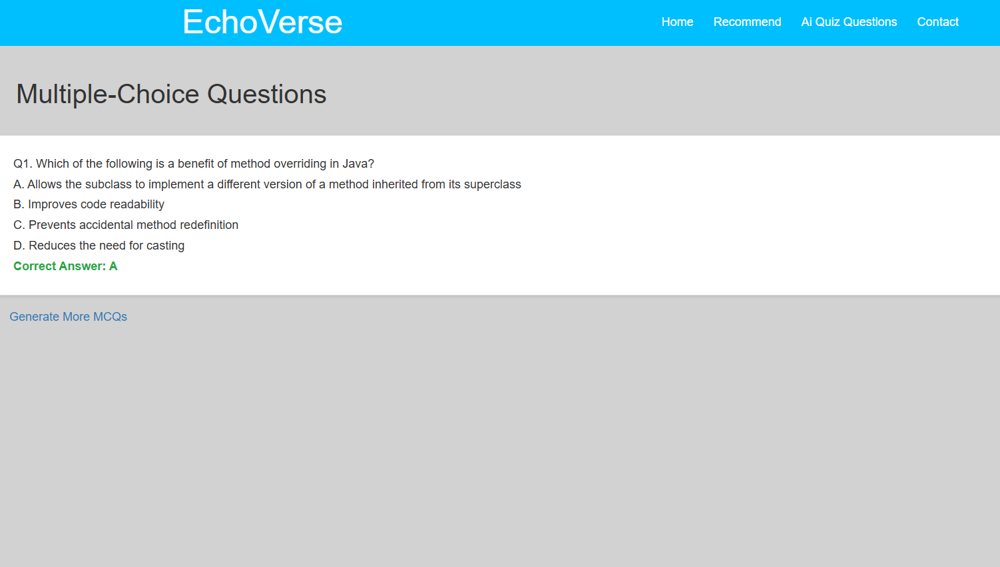 EchoVerse
Home Recommend Ai Quiz Questions Contact
Multiple-Choice Questions
Q1. Which of the following is a benefit of method overriding in Java?
A. Allows the subclass to implement a different version of a method inherited from its superclass
B. Improves code readability
C. Prevents accidental method redefinition
D. Reduces the need for casting
Correct Answer: A
Generate More MCQs